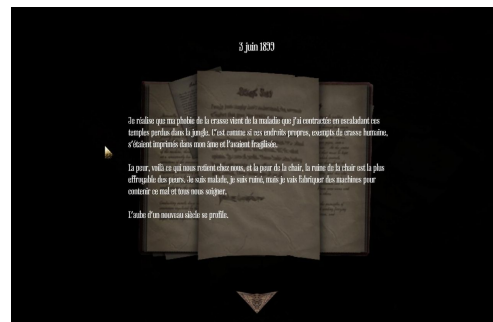 3 juin 1899
Je réalise que ma phobie de la crasse vient de la maladie que j'ai contractée en escaladant ces
temples perdus dans la jungle. C'est comme si ces endroits propres, exempts de crasse humaine,
s'étaient imprimés dans mon âme et l'avaient fragilisée.
La peur, voilà ce qui nous retient chez nous, et la peur de la chair, la ruine de la chair est la plus
effroyable des peurs. Je suis malade, je suis ruiné, mais je vais fabriquer des machines pour
contenir ce mal et tous nous soigner.
L'aube d'un nouveau siècle se profile.